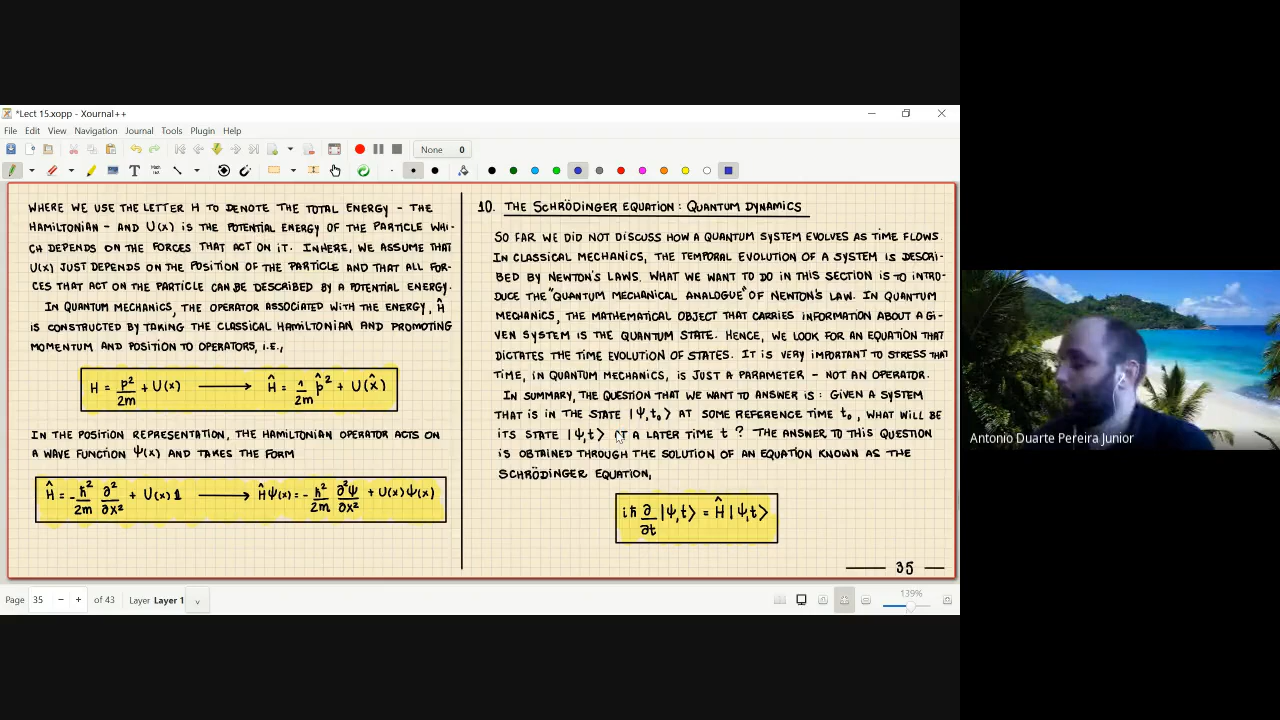 *Lect 15.xopp - Xournal++
File Edit View Navigation Journal Tools Plugin Help
None 0
WHERE WE USE THE LETTER H TO DENOTE THE TOTAL ENERGY - THE
HAMILTONIAN - AND U(x) IS THE POTENTIAL ENERGY OF THE PARTICLE WHI-
CH DEPENDS ON THE FORCES THAT ACT ON IT. INHERE, WE ASSUME THAT
U(x) JUST DEPENDS ON THE POSITION OF THE PARTICLE AND THAT ALL FOR-
CES THAT ACT ON THE PARTICLE CAN BE DESCRIBED BY A POTENTIAL ENERGY.
IN QUANTUM MECHANICS, THE OPERATOR ASSOCIATED WITH THE ENERGY, Ĥ
IS CONSTRUCTED BY TAKING THE CLASSICAL HAMILTONIAN AND PROMOTING
MOMENTUM AND POSITION TO OPERATORS, I.E.,
H = p²/2m + U(x) ⟶ Ĥ = 1/2m p̂² + U(x̂)
IN THE POSITION REPRESENTATION, THE HAMILTONIAN OPERATOR ACTS ON
A WAVE FUNCTION Ψ(x) AND TAKES THE FORM
Ĥ = -ħ²/2m ∂²/∂x² + U(x)𝟙 ⟶ ĤΨ(x) = -ħ²/2m ∂²Ψ/∂x² + U(x)Ψ(x)
10. THE SCHRÖDINGER EQUATION: QUANTUM DYNAMICS
SO FAR WE DID NOT DISCUSS HOW A QUANTUM SYSTEM EVOLVES AS TIME FLOWS.
IN CLASSICAL MECHANICS, THE TEMPORAL EVOLUTION OF A SYSTEM IS DESCRI-
BED BY NEWTON'S LAWS. WHAT WE WANT TO DO IN THIS SECTION IS TO INTRO-
DUCE THE "QUANTUM MECHANICAL ANALOGUE" OF NEWTON'S LAW. IN QUANTUM
MECHANICS, THE MATHEMATICAL OBJECT THAT CARRIES INFORMATION ABOUT A GI-
VEN SYSTEM IS THE QUANTUM STATE. HENCE, WE LOOK FOR AN EQUATION THAT
DICTATES THE TIME EVOLUTION OF STATES. IT IS VERY IMPORTANT TO STRESS THAT
TIME, IN QUANTUM MECHANICS, IS JUST A PARAMETER - NOT AN OPERATOR.
IN SUMMARY, THE QUESTION THAT WE WANT TO ANSWER IS: GIVEN A SYSTEM
THAT IS IN THE STATE |Ψ,t₀⟩ AT SOME REFERENCE TIME t₀, WHAT WILL BE
ITS STATE |Ψ,t⟩ AT A LATER TIME t? THE ANSWER TO THIS QUESTION
IS OBTAINED THROUGH THE SOLUTION OF AN EQUATION KNOWN AS THE
SCHRÖDINGER EQUATION,
iħ ∂/∂t |Ψ,t⟩ = Ĥ|Ψ,t⟩
35
Page 35 - + of 43 Layer Layer 1
139%
Antonio Duarte Pereira Junior